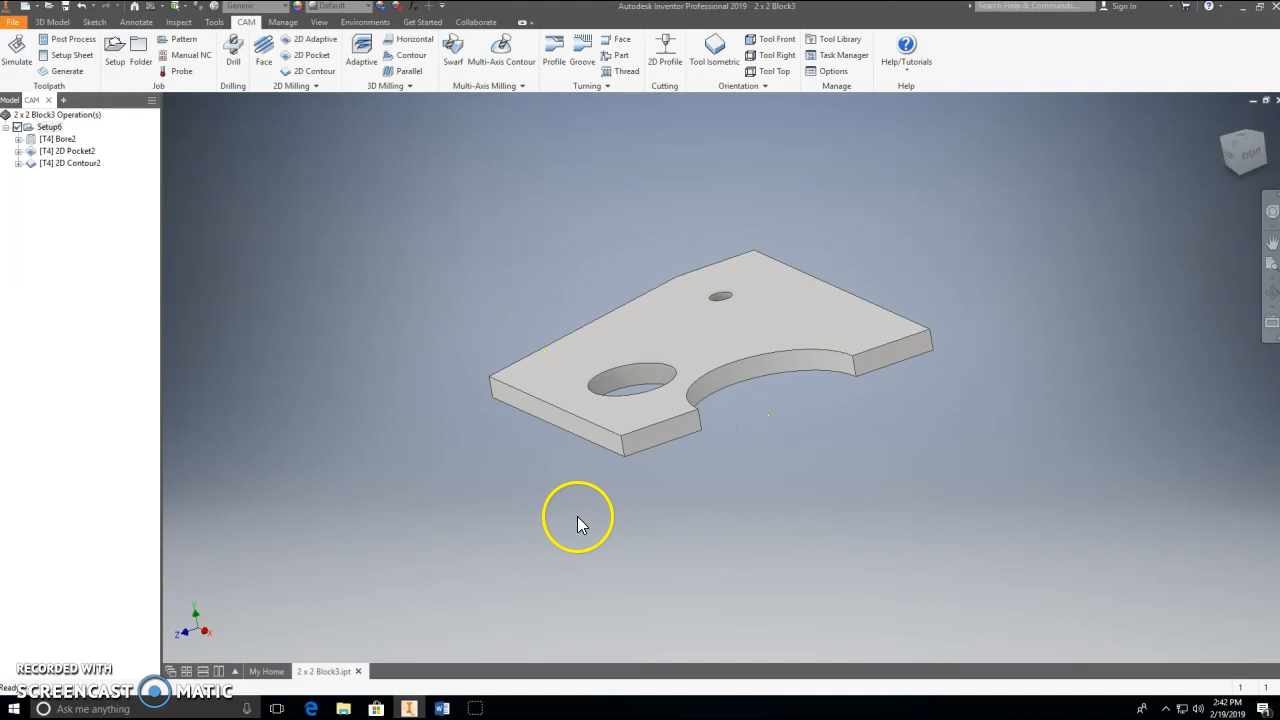 Generic
Default
Autodesk Inventor Professional 2019 2 x 2 Block3
Search Help & Commands...
Sign In
File
3D Model
Sketch
Annotate
Inspect
Tools
CAM
Manage
View
Environments
Get Started
Collaborate
Simulate
Post Process
Setup Sheet
Generate
Toolpath
Setup
Folder
Pattern
Manual NC
Probe
Job
Drill
Drilling
Face
2D Adaptive
2D Pocket
2D Contour
2D Milling
Adaptive
Horizontal
Contour
Parallel
3D Milling
Swarf
Multi-Axis Contour
Multi-Axis Milling
Profile
Groove
Face
Part
Thread
Turning
2D Profile
Cutting
Tool Isometric
Tool Front
Tool Right
Tool Top
Orientation
Tool Library
Task Manager
Options
Manage
Help/Tutorials
Help
Model
CAM
2 x 2 Block3 Operation(s)
Setup6
[T4] Bore2
[T4] 2D Pocket2
[T4] 2D Contour2
RIGHT
Y
Z
X
My Home
2 x 2 Block3.ipt
RECORDED WITH
SCREENCAST MATIC
1 1
Ask me anything
2:42 PM
2/19/2019